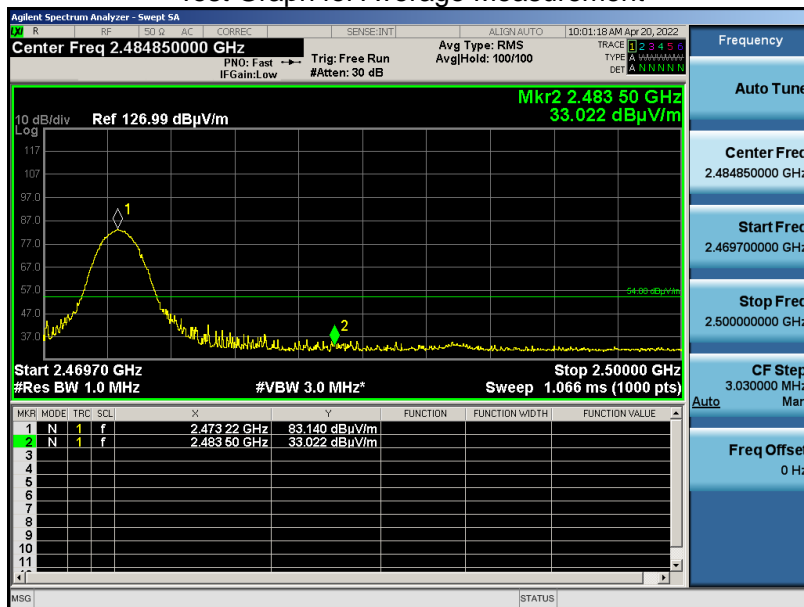 Test Graph for Average Measurement
Agilent Spectrum Analyzer - Swept SA
LXI R RF 50 Ω AC CORREC SENSE:INT ALIGN AUTO 10:01:18 AM Apr 20, 2022
Center Freq 2.484850000 GHz
PNO: Fast
IFGain:Low
Trig: Free Run
#Atten: 30 dB
Avg Type: RMS
Avg|Hold: 100/100
TRACE 1 2 3 4 5 6
TYPE A WWWWW
DET A N N N N N
Mkr2 2.483 50 GHz
33.022 dBµV/m
10 dB/div Ref 126.99 dBµV/m
Log
117
107
97.0
87.0
77.0
67.0
57.0
47.0
37.0
1
2
54.00 dBµV/m
Start 2.46970 GHz Stop 2.50000 GHz
#Res BW 1.0 MHz #VBW 3.0 MHz* Sweep 1.066 ms (1000 pts)
MKR MODE TRC SCL X Y FUNCTION FUNCTION WIDTH FUNCTION VALUE
1 N 1 f 2.473 22 GHz 83.140 dBµV/m
2 N 1 f 2.483 50 GHz 33.022 dBµV/m
3
4
5
6
7
8
9
10
11
MSG STATUS
Frequency
Auto Tune
Center Freq
2.484850000 GHz
Start Freq
2.469700000 GHz
Stop Freq
2.500000000 GHz
CF Step
3.030000 MHz
Auto Man
Freq Offset
0 Hz